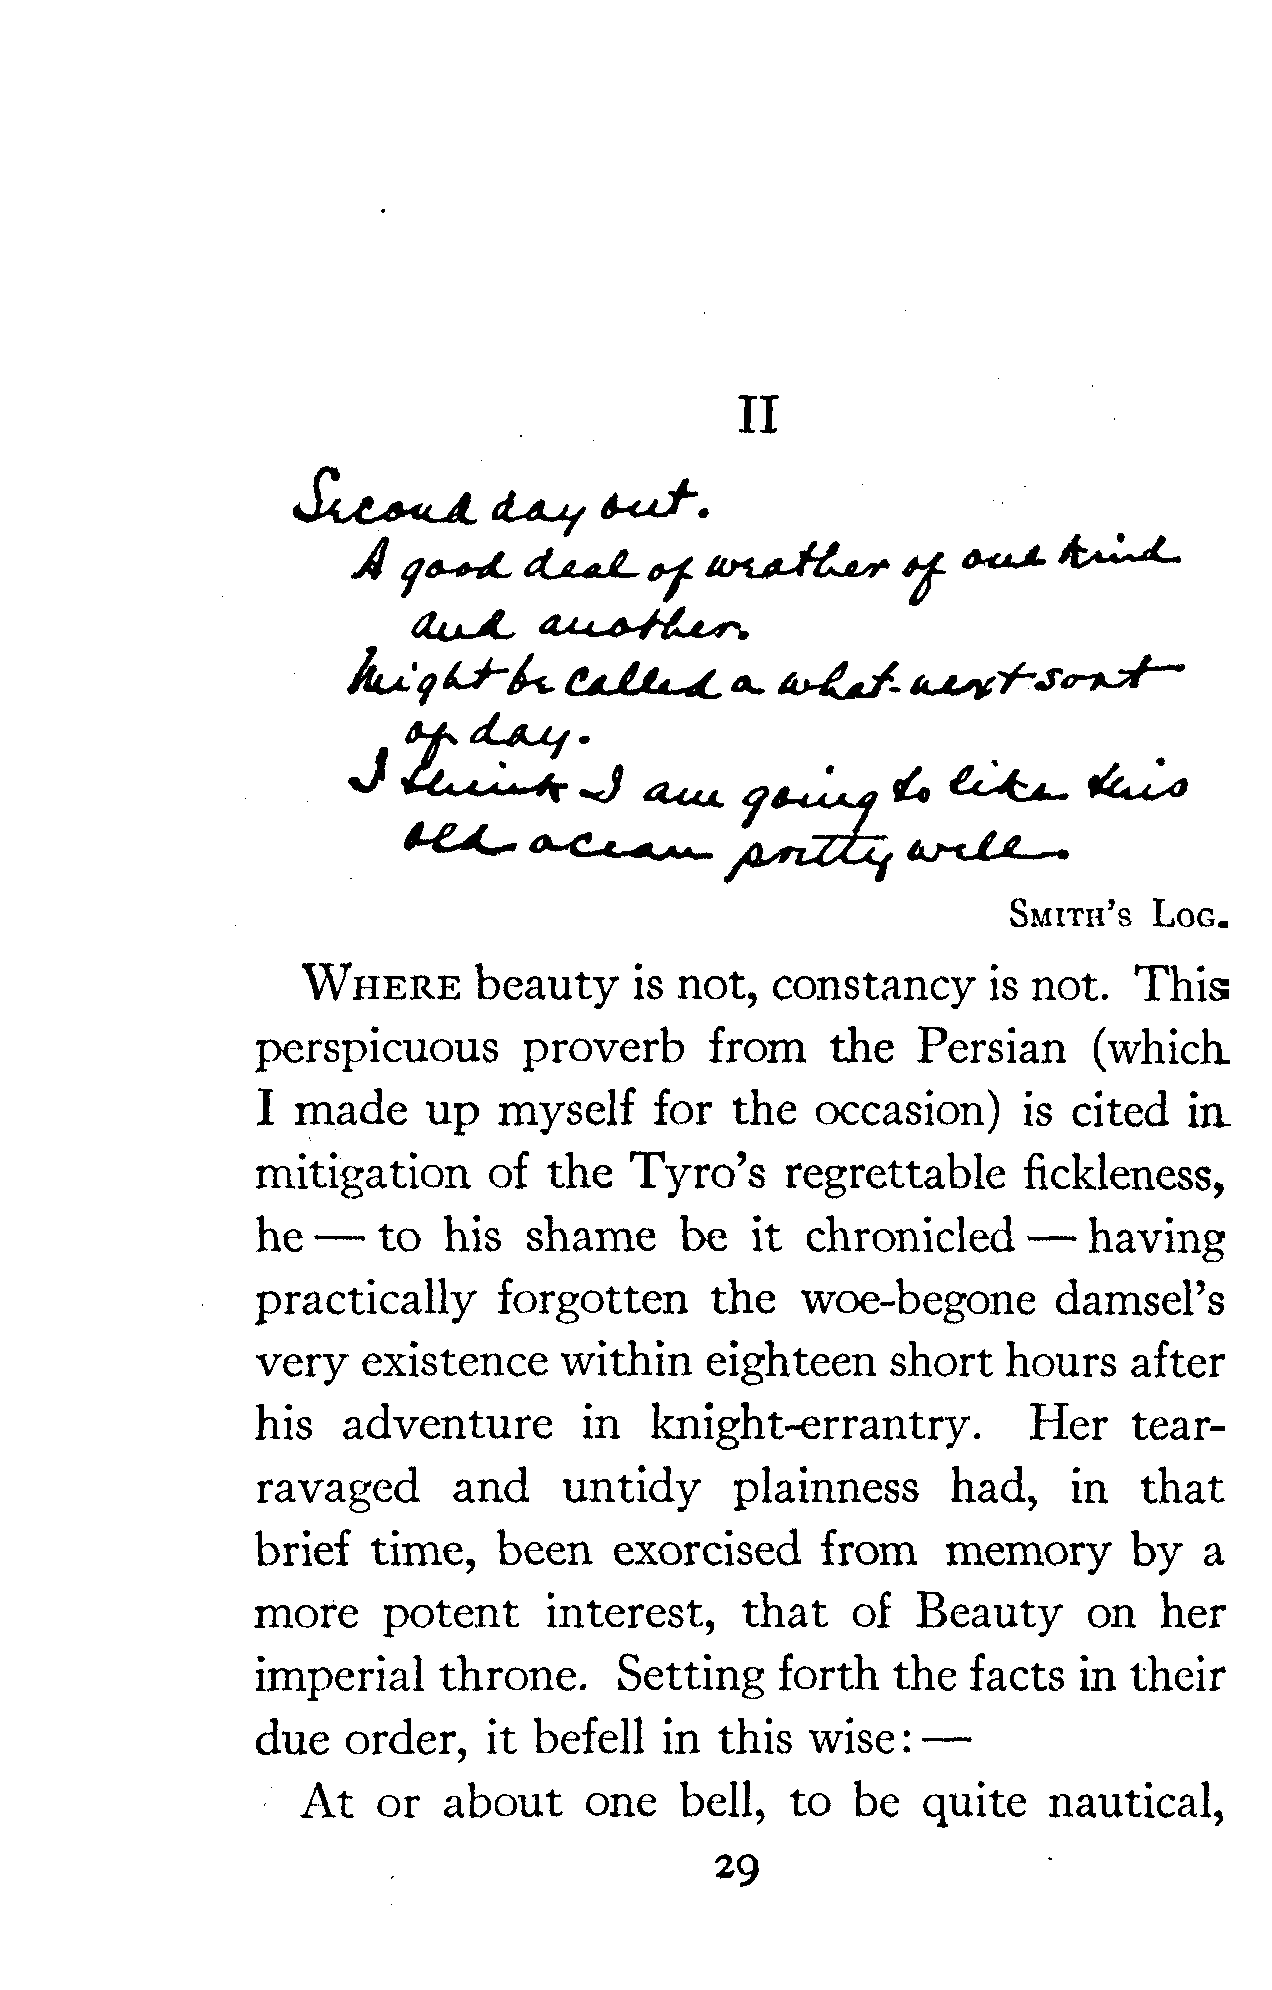 II
Second day out.
A good deal of weather of one kind
and another.
Might be called a what-next sort
of day.
I think I am going to like this
old ocean pretty well.
SMITH'S LOG.
WHERE beauty is not, constancy is not. This
perspicuous proverb from the Persian (which
I made up myself for the occasion) is cited in
mitigation of the Tyro's regrettable fickleness,
he — to his shame be it chronicled — having
practically forgotten the woe-begone damsel's
very existence within eighteen short hours after
his adventure in knight-errantry. Her tear-
ravaged and untidy plainness had, in that
brief time, been exorcised from memory by a
more potent interest, that of Beauty on her
imperial throne. Setting forth the facts in their
due order, it befell in this wise: —
At or about one bell, to be quite nautical,
29